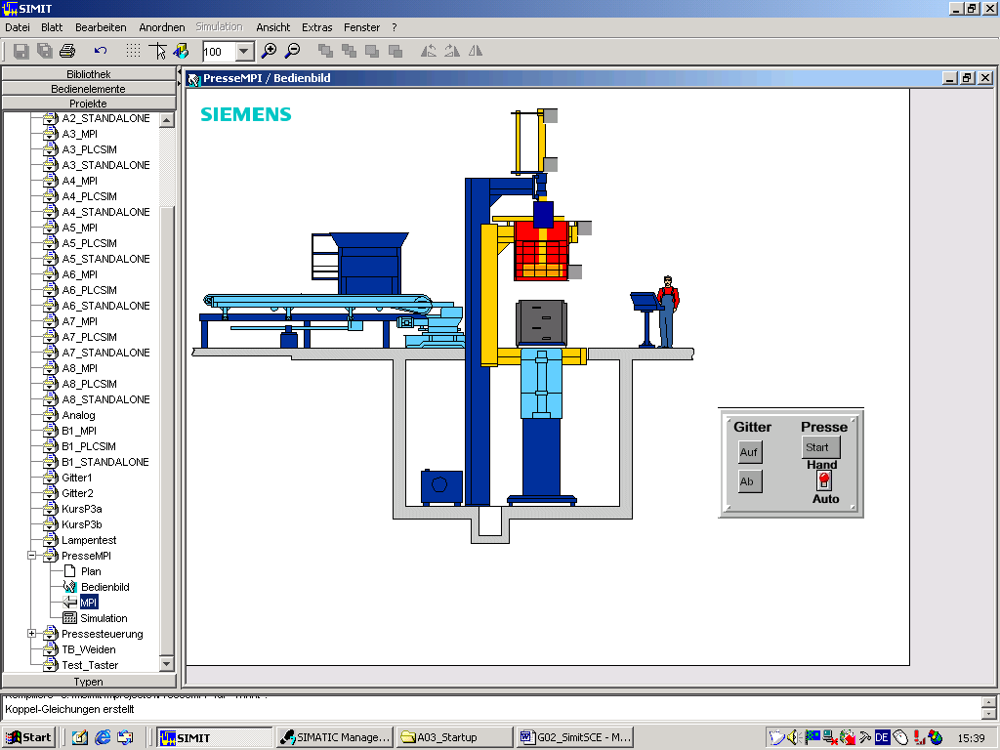 SIMIT
Datei Blatt Bearbeiten Anordnen Simulation Ansicht Extras Fenster ?
100
Bibliothek
Bedienelemente
Projekte
A2_STANDALONE
A3_MPI
A3_PLCSIM
A3_STANDALONE
A4_MPI
A4_PLCSIM
A4_STANDALONE
A5_MPI
A5_PLCSIM
A5_STANDALONE
A6_MPI
A6_PLCSIM
A6_STANDALONE
A7_MPI
A7_PLCSIM
A7_STANDALONE
A8_MPI
A8_PLCSIM
A8_STANDALONE
Analog
B1_MPI
B1_PLCSIM
B1_STANDALONE
Gitter1
Gitter2
KursP3a
KursP3b
Lampentest
PresseMPI
Plan
Bedienbild
MPI
Simulation
Pressesteuerung
TB_Weiden
Test_Taster
Typen
PresseMPI / Bedienbild
SIEMENS
Gitter Presse
Auf Start
Hand
Ab
Auto
Koppel-Gleichungen erstellt
Start SIMIT SIMATIC Manage... A03_Startup G02_SimitSCE - M... DE 15:39